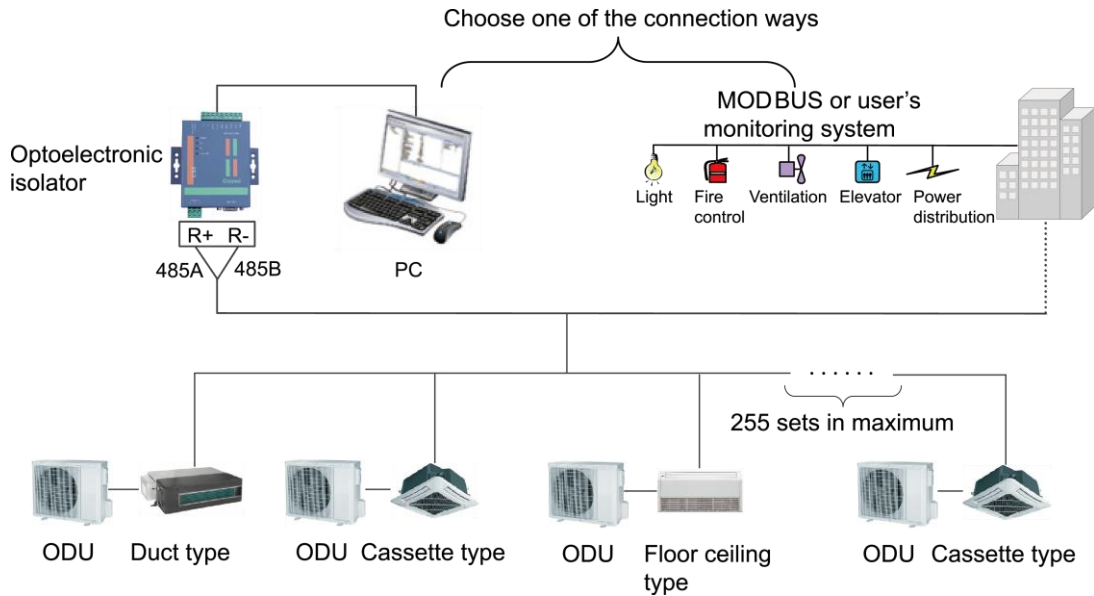 Choose one of the connection ways
MODBUS or user's
monitoring system
Optoelectronic
isolator
Light
Fire
control
Ventilation
Elevator
Power
distribution
R+ R-
485A
485B
PC
. . . . . .
255 sets in maximum
ODU
Duct type
ODU
Cassette type
ODU
Floor ceiling
type
ODU
Cassette type